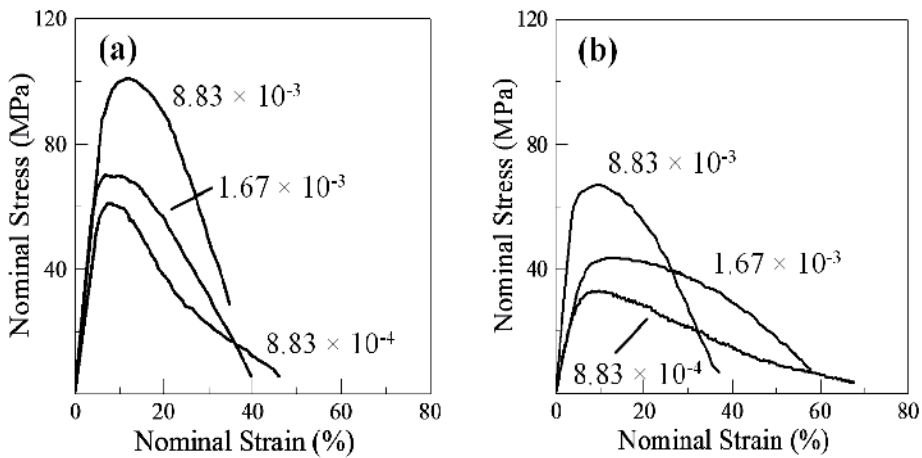 120
(a)
8.83 × 10-3
80
1.67 × 10-3
40
8.83 × 10-4
0
20
40
60
80
Nominal Stress (MPa)
Nominal Strain (%)
120
(b)
8.83 × 10-3
80
1.67 × 10-3
40
8.83 × 10-4
0
20
40
60
80
Nominal Stress (MPa)
Nominal Strain (%)